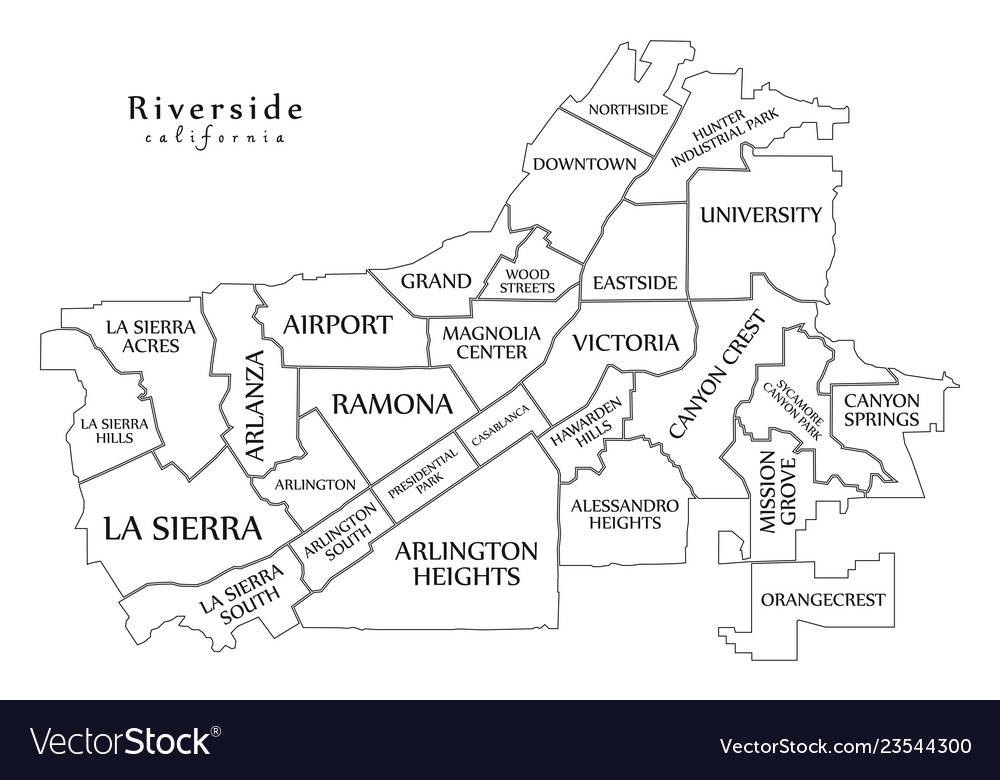 Riverside
california
NORTHSIDE
HUNTER
INDUSTRIAL PARK
DOWNTOWN
UNIVERSITY
GRAND
WOOD
STREETS
EASTSIDE
LA SIERRA
ACRES
AIRPORT
MAGNOLIA
CENTER
VICTORIA
CANYON CREST
ARLANZA
RAMONA
SYCAMORE
CANYON PARK
CANYON
SPRINGS
LA SIERRA
HILLS
CASABLANCA
HAWARDEN
HILLS
PRESIDENTIAL
PARK
ARLINGTON
MISSION
GROVE
LA SIERRA
ARLINGTON
SOUTH
ALESSANDRO
HEIGHTS
ARLINGTON
HEIGHTS
LA SIERRA
SOUTH
ORANGECREST
VectorStock®
VectorStock.com/23544300